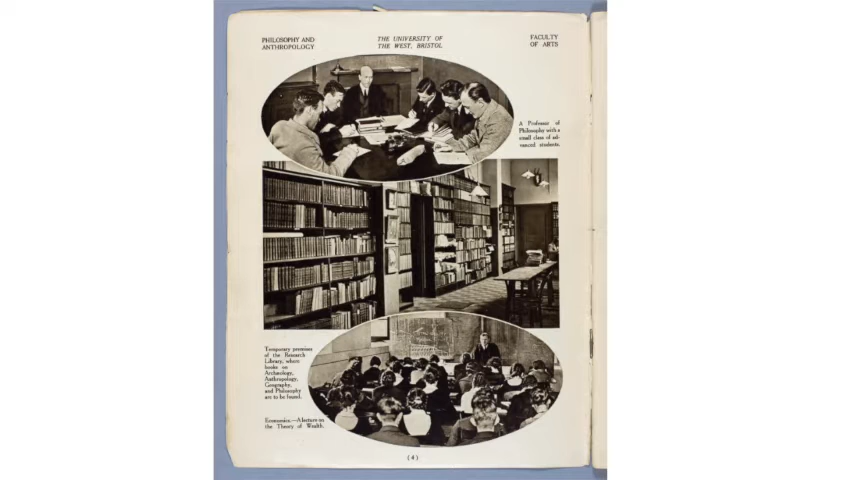 PHILOSOPHY AND
ANTHROPOLOGY
THE UNIVERSITY OF
THE WEST, BRISTOL
FACULTY
OF ARTS
A Professor of
Philosophy with a
small class of ad-
vanced students.
Temporary premises
of the Research
Library, where
books on
Archæology,
Anthropology,
Geography,
and Philosophy
are to be found.
Economics.—A lecture on
the Theory of Wealth.
(4)